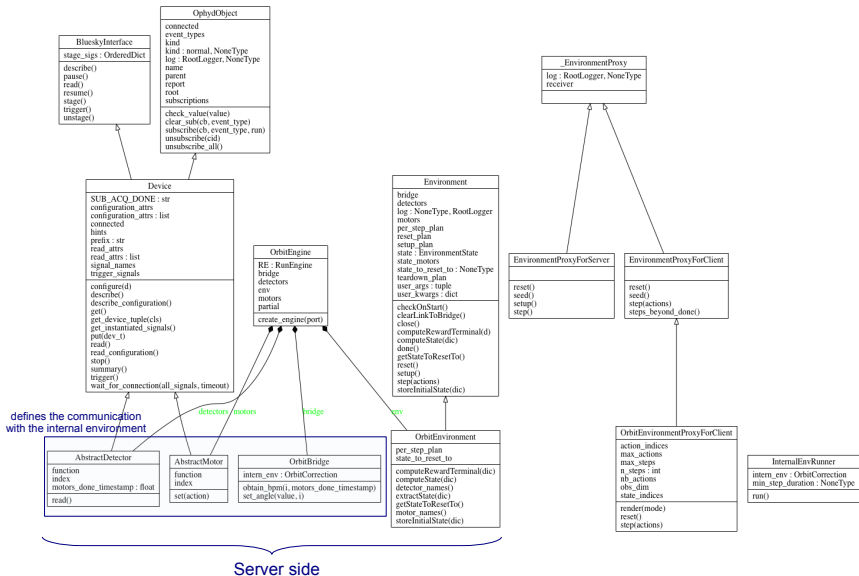 OphydObject
connected
event_types
kind
kind : normal, NoneType
log : RootLogger, NoneType
name
parent
report
root
subscriptions
check_value(value)
clear_sub(cb, event_type)
subscribe(cb, event_type, run)
unsubscribe(cid)
unsubscribe_all()
BlueskyInterface
stage_sigs : OrderedDict
describe()
pause()
read()
resume()
stage()
trigger()
unstage()
_EnvironmentProxy
log : RootLogger, NoneType
receiver
Device
SUB_ACQ_DONE : str
configuration_attrs
configuration_attrs : list
connected
hints
prefix : str
read_attrs
read_attrs : list
signal_names
trigger_signals
configure(d)
describe()
describe_configuration()
get()
get_device_tuple(cls)
get_instantiated_signals()
put(dev_t)
read()
read_configuration()
stop()
summary()
trigger()
wait_for_connection(all_signals, timeout)
OrbitEngine
RE : RunEngine
bridge
detectors
env
motors
partial
create_engine(port)
Environment
bridge
detectors
log : NoneType, RootLogger
motors
per_step_plan
reset_plan
setup_plan
state : EnvironmentState
state_motors
state_to_reset_to : NoneType
teardown_plan
user_args : tuple
user_kwargs : dict
checkOnStart()
clearLinkToBridge()
close()
computeRewardTerminal(d)
computeState(dic)
done()
getStateToResetTo()
reset()
setup()
step(actions)
storeInitialState(dic)
EnvironmentProxyForServer
reset()
seed()
setup()
step()
EnvironmentProxyForClient
reset()
seed()
step(actions)
steps_beyond_done()
detectors
motors
bridge
env
defines the communication
with the internal environment
AbstractDetector
function
index
motors_done_timestamp : float
read()
AbstractMotor
function
index
set(action)
OrbitBridge
intern_env : OrbitCorrection
obtain_bpm(i, motors_done_timestamp)
set_angle(value, i)
OrbitEnvironment
per_step_plan
state_to_reset_to
computeRewardTerminal(dic)
computeState(dic)
detector_names()
extractState(dic)
getStateToResetTo()
motor_names()
storeInitialState(dic)
OrbitEnvironmentProxyForClient
action_indices
max_actions
max_steps
n_steps : int
nb_actions
obs_dim
state_indices
render(mode)
reset()
step(actions)
InternalEnvRunner
intern_env : OrbitCorrection
min_step_duration : NoneType
run()
Server side